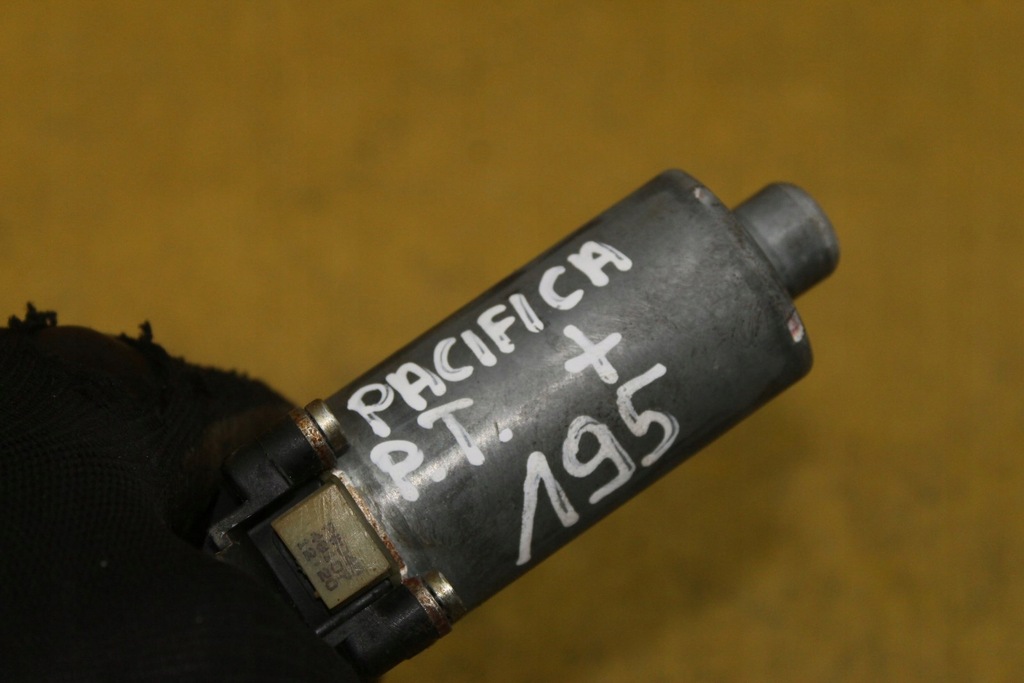 PACIFICA
P.T. +
195